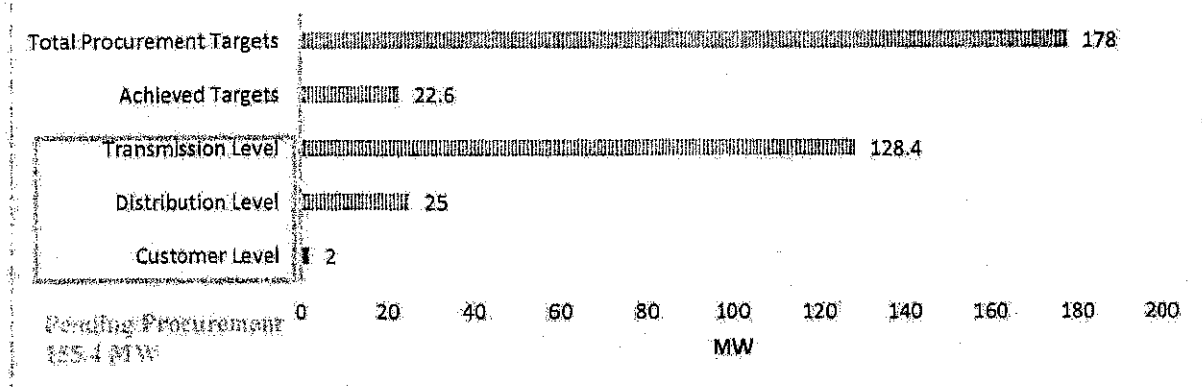 Total Procurement Targets 178
Achieved Targets 22.6
Transmission Level 128.4
Distribution Level 25
Customer Level 2
0 20 40 60 80 100 120 140 160 180 200
MW
Pending Procurement
155.4 MW